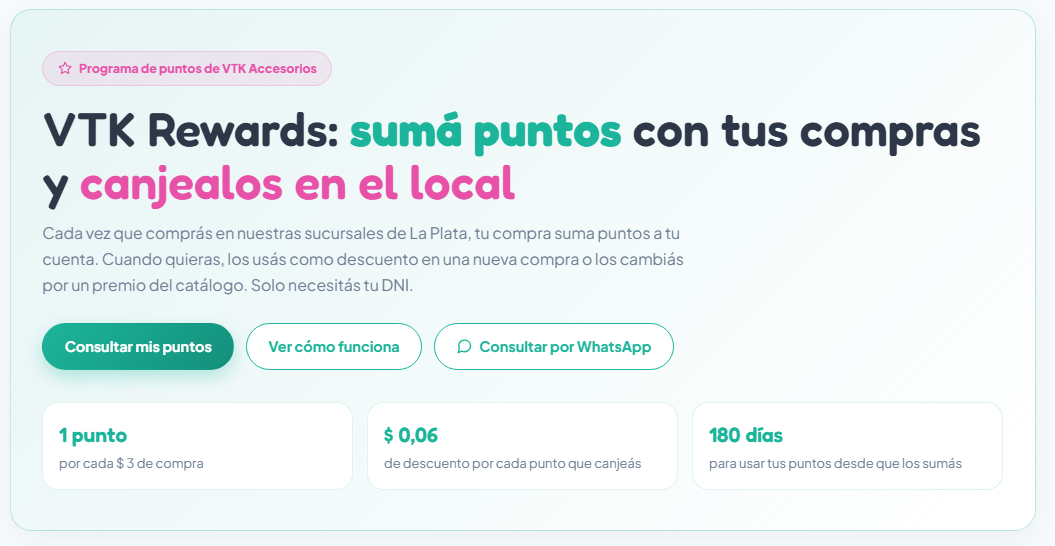 Programa de puntos de VTK Accesorios
VTK Rewards: sumá puntos con tus compras
y canjealos en el local
Cada vez que comprás en nuestras sucursales de La Plata, tu compra suma puntos a tu
cuenta. Cuando quieras, los usás como descuento en una nueva compra o los cambiás
por un premio del catálogo. Solo necesitás tu DNI.
Consultar mis puntos
Ver cómo funciona
Consultar por WhatsApp
1 punto
por cada $ 3 de compra
$ 0,06
de descuento por cada punto que canjeás
180 días
para usar tus puntos desde que los sumás